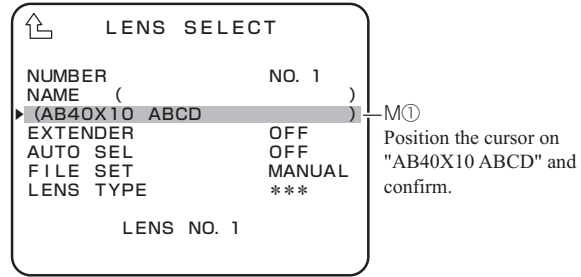 LENS SELECT
NUMBER NO. 1
NAME ( )
(AB40X10 ABCD )
EXTENDER OFF
AUTO SEL OFF
FILE SET MANUAL
LENS TYPE ***
LENS NO. 1
M①
Position the cursor on
"AB40X10 ABCD" and
confirm.